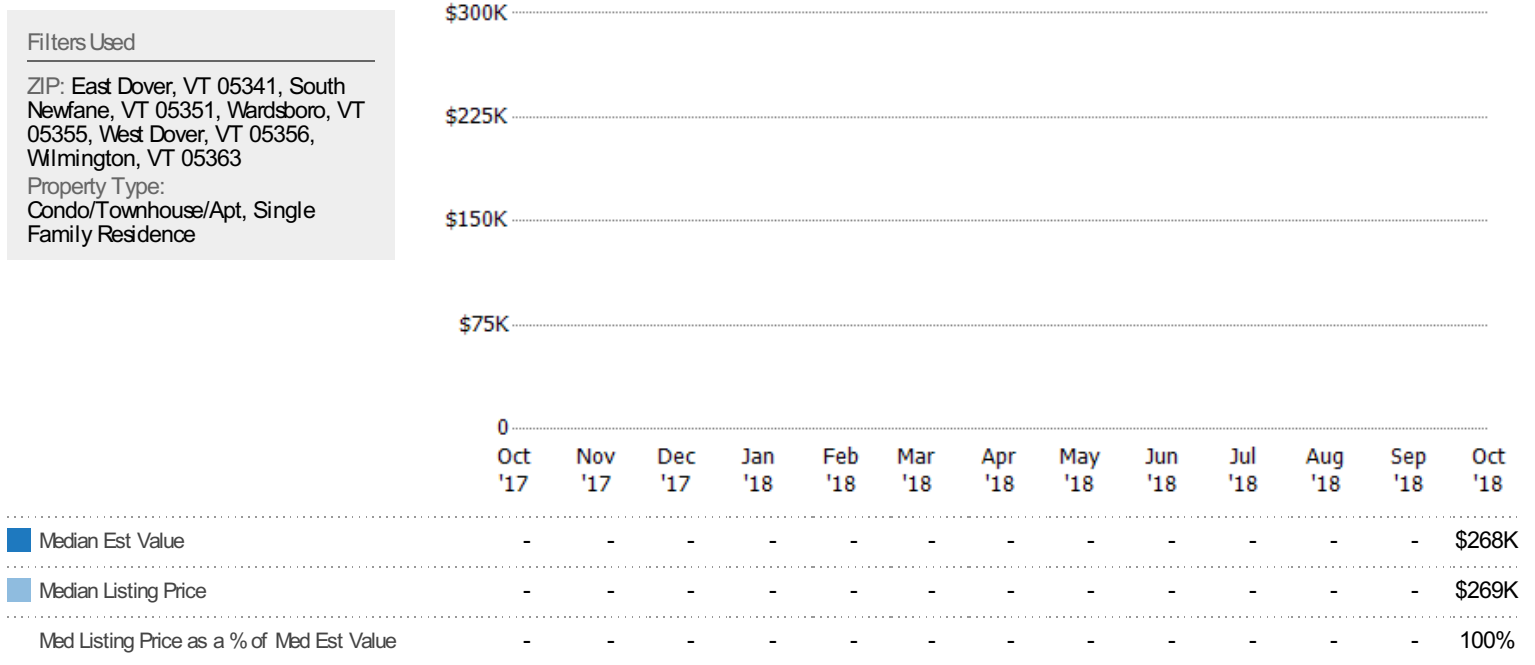 Filters Used
ZIP: East Dover, VT 05341, South
Newfane, VT 05351, Wardsboro, VT
05355, West Dover, VT 05356,
Wilmington, VT 05363
Property Type:
Condo/Townhouse/Apt, Single
Family Residence
$300K
$225K
$150K
$75K
0
Oct Nov Dec Jan Feb Mar Apr May Jun Jul Aug Sep Oct
'17 '17 '17 '18 '18 '18 '18 '18 '18 '18 '18 '18 '18
Median Est Value - - - - - - - - - - - - $268K
Median Listing Price - - - - - - - - - - - - $269K
Med Listing Price as a % of Med Est Value - - - - - - - - - - - - 100%